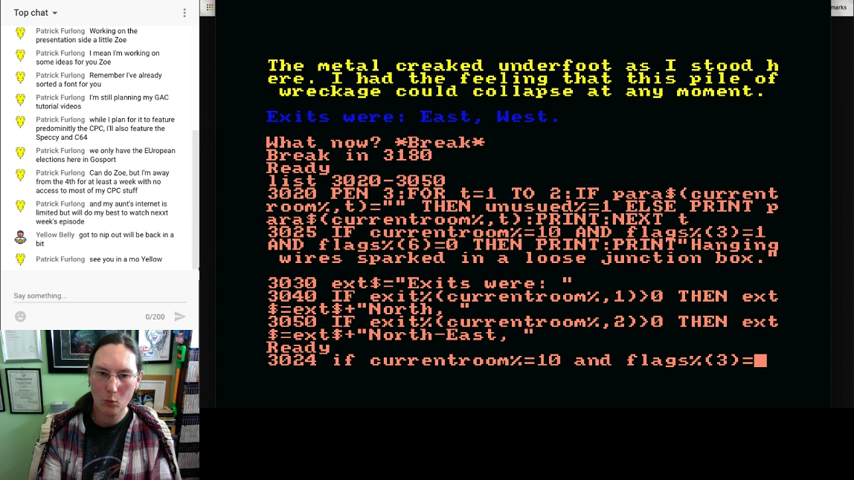 Top chat
marks
Patrick Furlong Working on the
presentation side a little Zoe
Patrick Furlong I mean I'm working on
some ideas for you Zoe
Patrick Furlong Remember I've already
sorted a font for you
Patrick Furlong I'm still planning my GAC
tutorial videos
Patrick Furlong while I plan for it to feature
predominitly the CPC, I'll also feature the
Speccy and C64
Patrick Furlong we only have the EUropean
elections here in Gosport
Patrick Furlong Can do Zoe, but I'm away
from the 4th for at least a week with no
access to most of my CPC stuff
Patrick Furlong and my aunt's internet is
limited but will do my best to watch nexxt
week's episode
Yellow Belly got to nip out will be back in a
bit
Patrick Furlong see you in a mo Yellow
Say something...
0/200
The metal creaked underfoot as I stood h
ere. I had the feeling that this pile of
 wreckage could collapse at any moment.
Exits were: East, West.
What now? *Break*
Break in 3180
Ready
list 3020-3050
3020 PEN 3:FOR t=1 TO 2:IF para$(current
room%,t)="" THEN unusued%=1 ELSE PRINT p
ara$(currentroom%,t):PRINT:NEXT t
3025 IF currentroom%=10 AND flags%(3)=1
AND flags%(6)=0 THEN PRINT:PRINT"Hanging
 wires sparked in a loose junction box."
3030 ext$="Exits were: "
3040 IF exit%(currentroom%,1)>0 THEN ext
$=ext$+"North, "
3050 IF exit%(currentroom%,2)>0 THEN ext
$=ext$+"North-East, "
Ready
3024 if currentroom%=10 and flags%(3)=